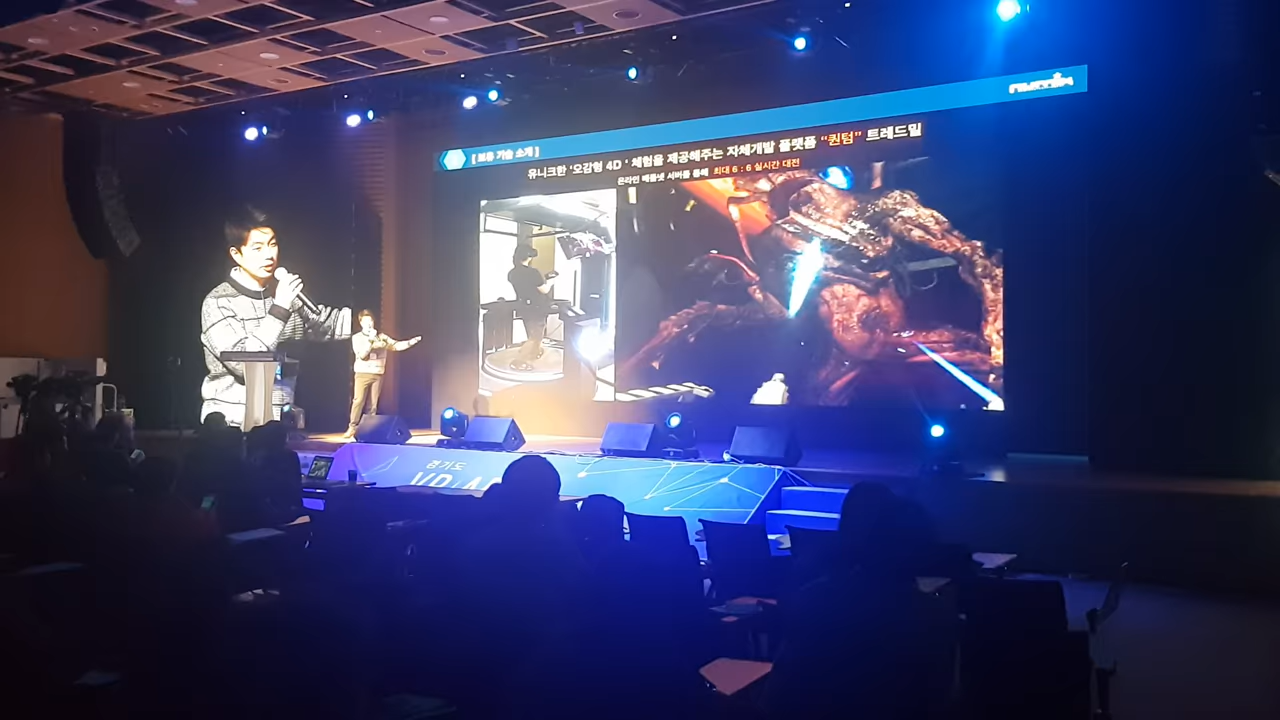 [ 보유 기술 소개 ]
유니크한 '오감형 4D ' 체험을 제공해주는 자체개발 플랫폼 “퀀텀” 트레드밀
온라인 배틀넷 서버를 통해 최대 6 : 6 실시간 대전
경기도
VR/AR